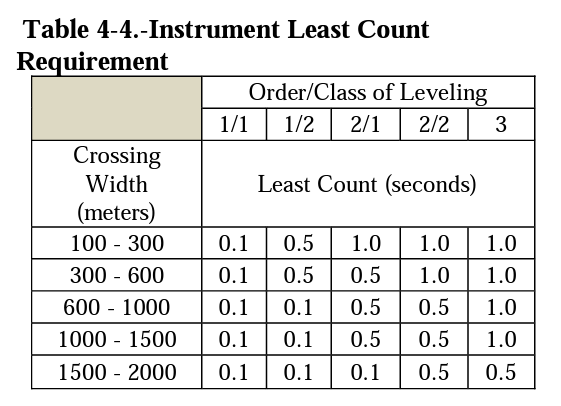 Table 4-4.-Instrument Least Count
Requirement
Order/Class of Leveling
1/1 1/2 2/1 2/2 3
Crossing
Width
(meters)
Least Count (seconds)
100 - 300 0.1 0.5 1.0 1.0 1.0
300 - 600 0.1 0.5 0.5 1.0 1.0
600 - 1000 0.1 0.1 0.5 0.5 1.0
1000 - 1500 0.1 0.1 0.5 0.5 1.0
1500 - 2000 0.1 0.1 0.1 0.5 0.5